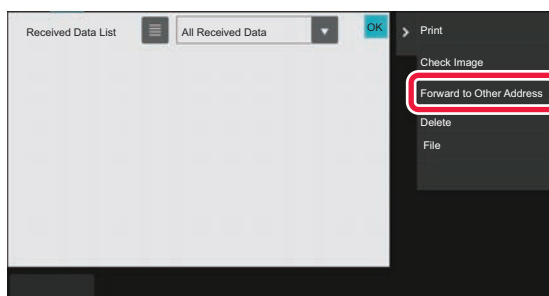 Received Data List
All Received Data
OK
Print
Check Image
Forward to Other Address
Delete
File